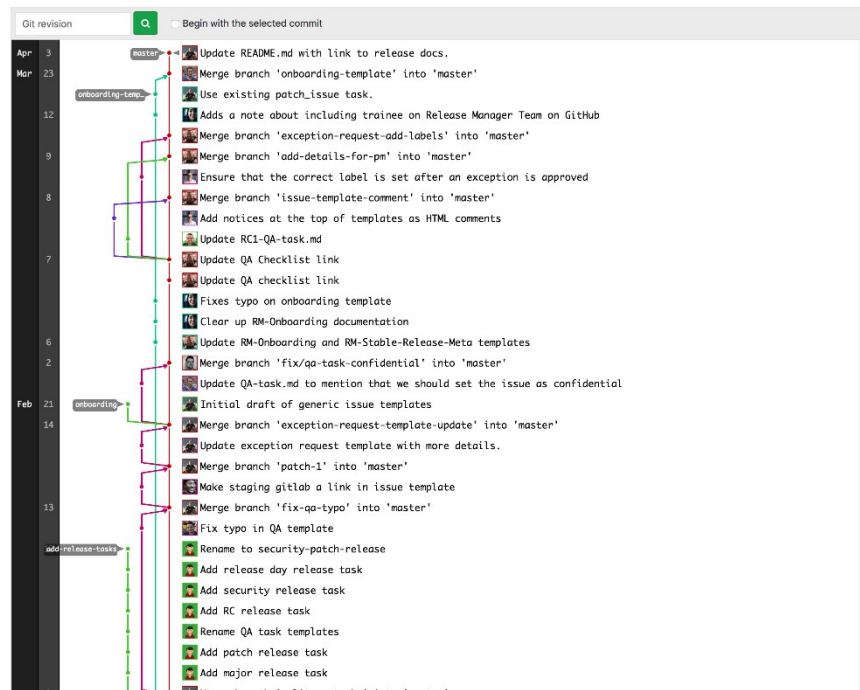 Git revision Begin with the selected commit
Apr 3 master Update README.md with link to release docs.
Mar 23 Merge branch 'onboarding-template' into 'master'
onboarding-temp… Use existing patch_issue task.
12 Adds a note about including trainee on Release Manager Team on GitHub
Merge branch 'exception-request-add-labels' into 'master'
9 Merge branch 'add-details-for-pm' into 'master'
Ensure that the correct label is set after an exception is approved
8 Merge branch 'issue-template-comment' into 'master'
Add notices at the top of templates as HTML comments
Update RC1-QA-task.md
7 Update QA Checklist link
Update QA checklist link
Fixes typo on onboarding template
Clear up RM-Onboarding documentation
6 Update RM-Onboarding and RM-Stable-Release-Meta templates
2 Merge branch 'fix/qa-task-confidential' into 'master'
Update QA-task.md to mention that we should set the issue as confidential
Feb 21 onboarding Initial draft of generic issue templates
14 Merge branch 'exception-request-template-update' into 'master'
Update exception request template with more details.
Merge branch 'patch-1' into 'master'
Make staging gitlab a link in issue template
13 Merge branch 'fix-qa-typo' into 'master'
Fix typo in QA template
add-release-tasks Rename to security-patch-release
Add release day release task
Add security release task
Add RC release task
Rename QA task templates
Add patch release task
Add major release task